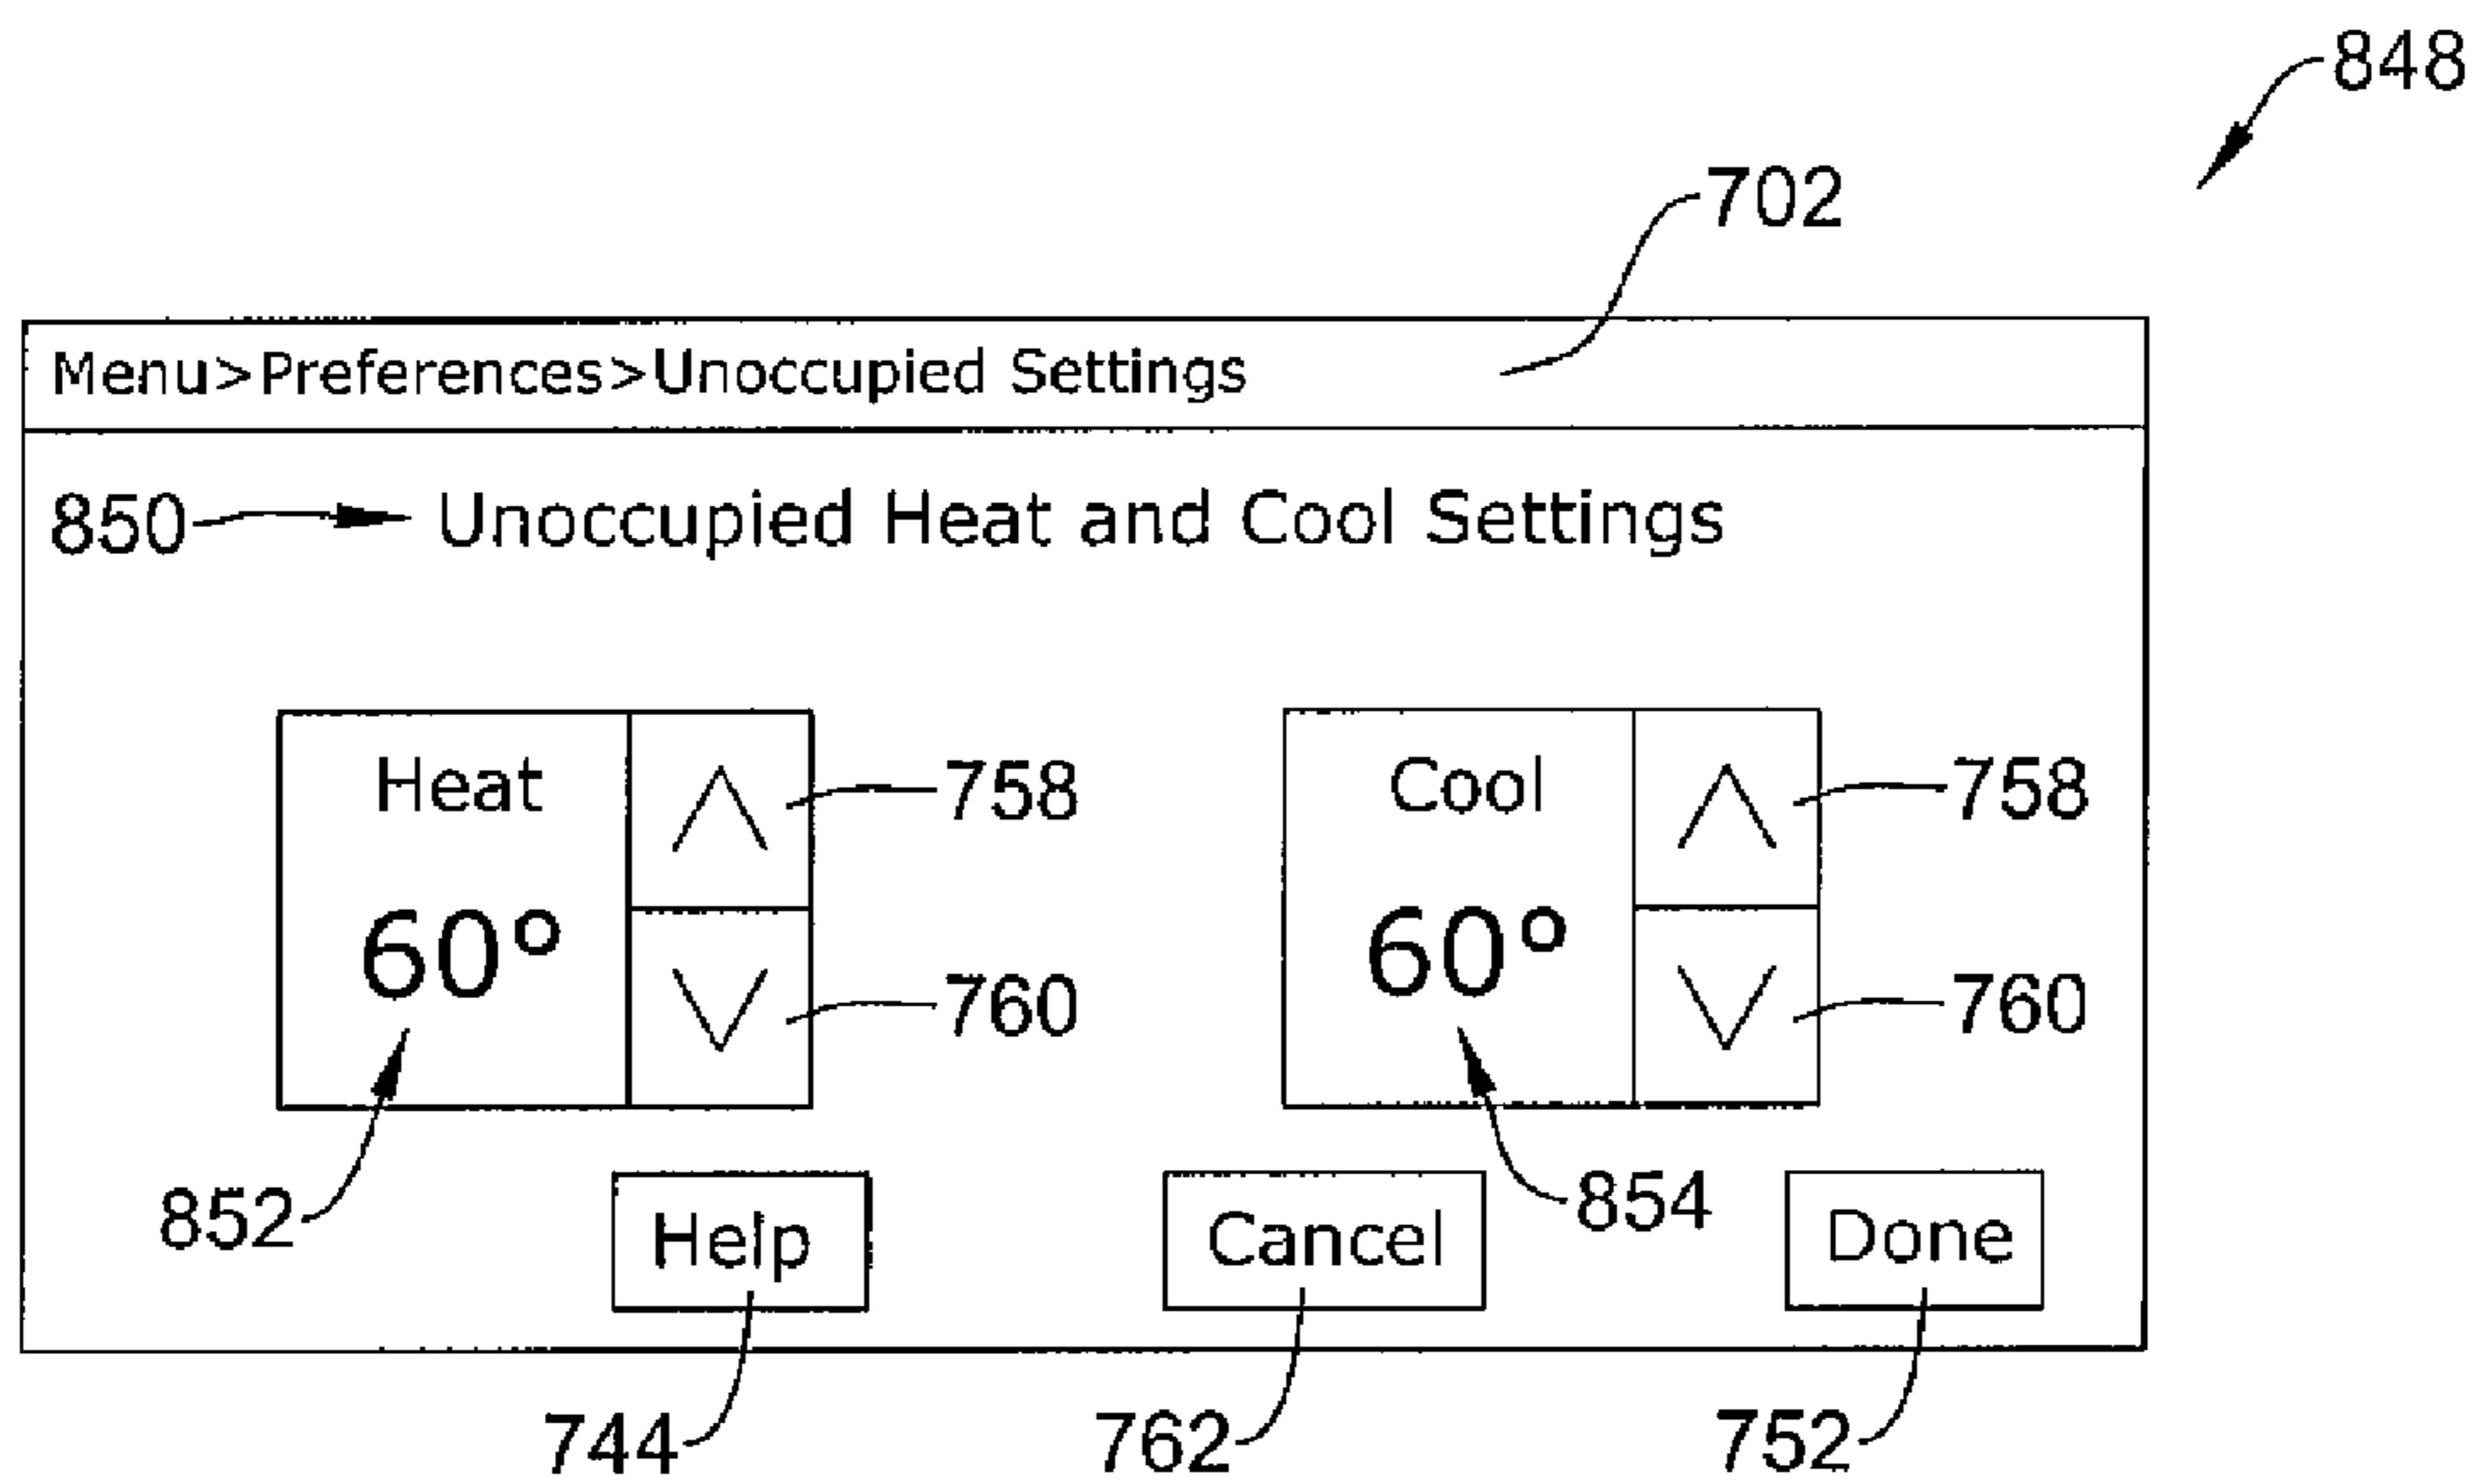 848
702
Menu>Preferences>Unoccupied Settings
850 Unoccupied Heat and Cool Settings
Heat 758 Cool 758
60° 760 60° 760
852 854
Help Cancel Done
744 762 752